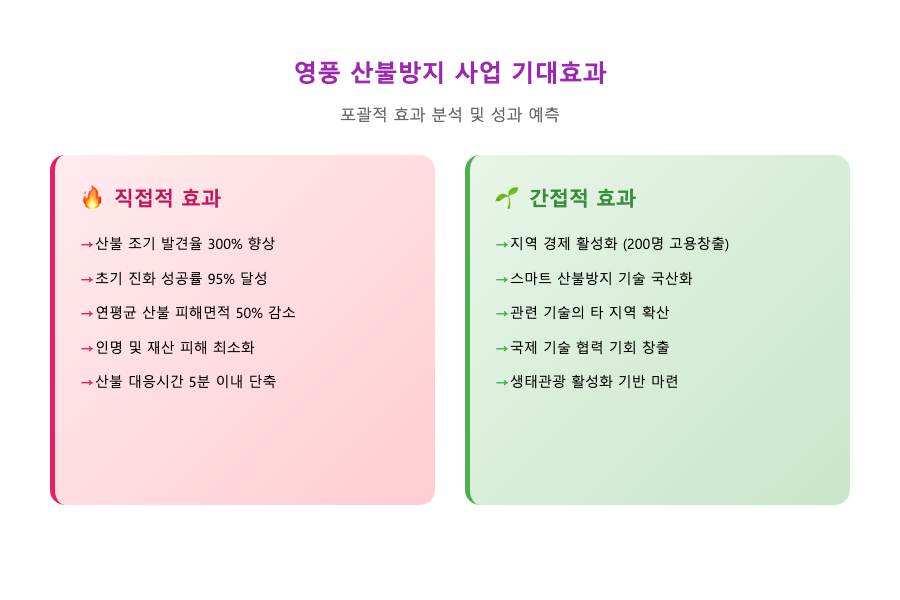 영풍 산불방지 사업 기대효과
포괄적 효과 분석 및 성과 예측
🔥 직접적 효과
→산불 조기 발견율 300% 향상
→초기 진화 성공률 95% 달성
→연평균 산불 피해면적 50% 감소
→인명 및 재산 피해 최소화
→산불 대응시간 5분 이내 단축
🌱 간접적 효과
→지역 경제 활성화 (200명 고용창출)
→스마트 산불방지 기술 국산화
→관련 기술의 타 지역 확산
→국제 기술 협력 기회 창출
→생태관광 활성화 기반 마련